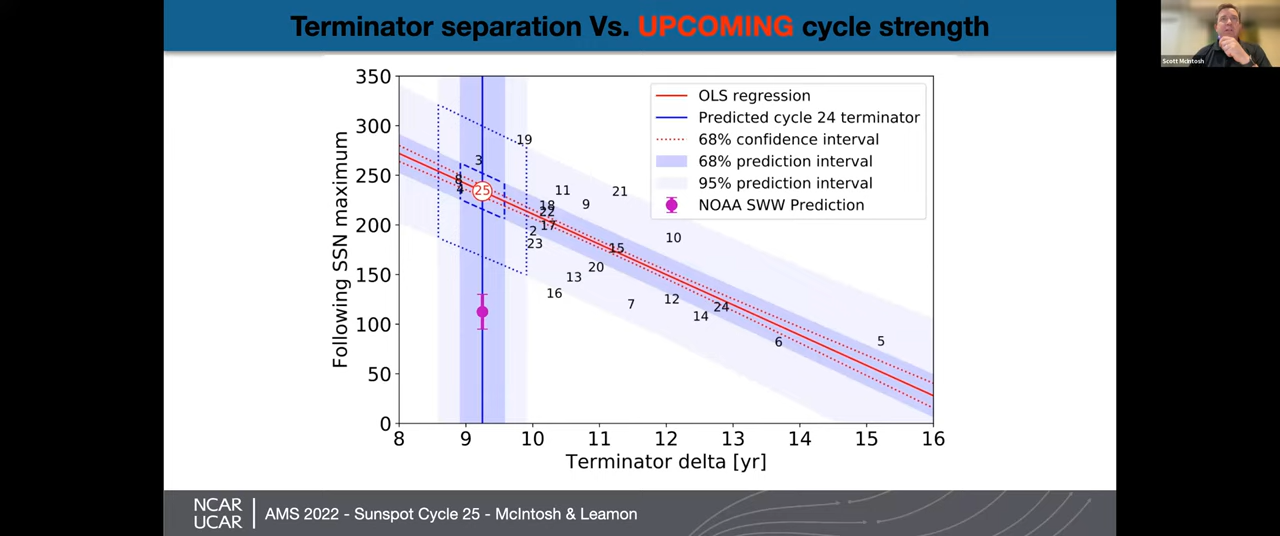 Terminator separation Vs. UPCOMING cycle strength
Scott McIntosh
350
300
250
200
150
100
50
0
Following SSN maximum
8 9 10 11 12 13 14 15 16
Terminator delta [yr]
OLS regression
Predicted cycle 24 terminator
68% confidence interval
68% prediction interval
95% prediction interval
NOAA SWW Prediction
19
3
8
4
25
11
21
18
9
22
17
2
23
10
15
20
13
16
7
12
24
14
6
5
NCAR
UCAR
AMS 2022 - Sunspot Cycle 25 - McIntosh & Leamon